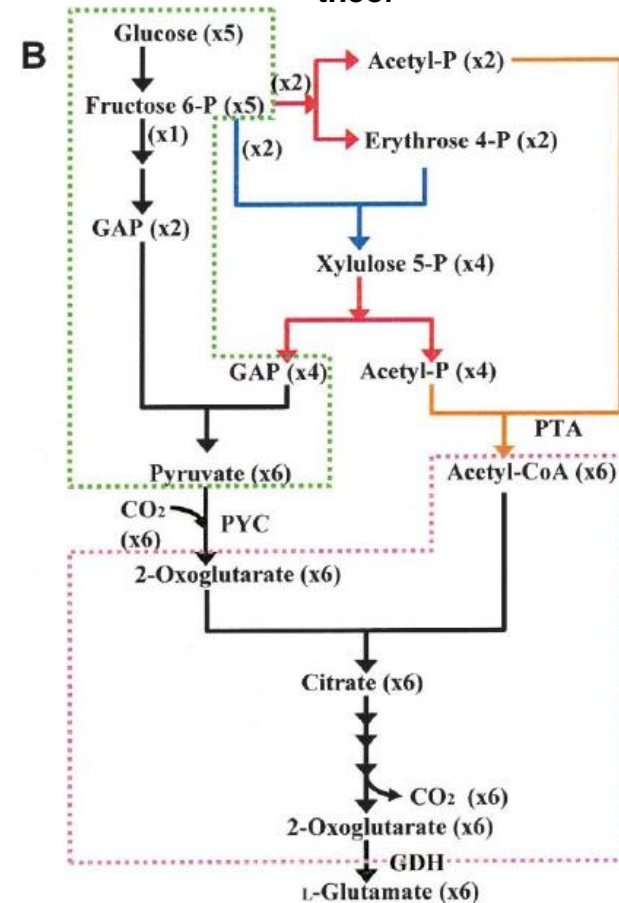 B
Glucose (x5)
Fructose 6-P (x5)
(x2)
Acetyl-P (x2)
Erythrose 4-P (x2)
(x1)
(x2)
GAP (x2)
Xylulose 5-P (x4)
GAP (x4)
Acetyl-P (x4)
PTA
Pyruvate (x6)
Acetyl-CoA (x6)
CO₂
(x6)
PYC
2-Oxoglutarate (x6)
Citrate (x6)
CO₂ (x6)
2-Oxoglutarate (x6)
GDH
L-Glutamate (x6)